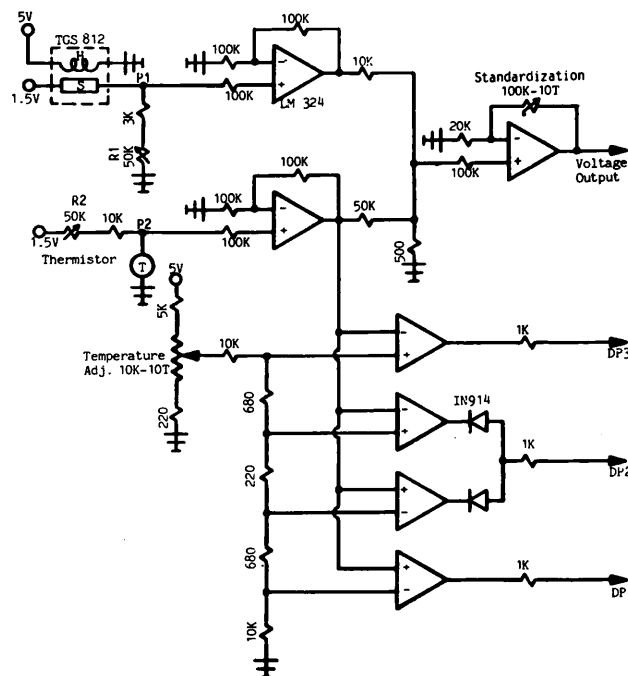 5V
TGS 812
H
1.5V
S
P1
3K
R1
50K
100K
100K
100K
-
+
LM 324
10K
Standardization
100K-10T
20K
-
+
100K
Voltage
Output
R2
50K
1.5V
10K
P2
Thermistor
T
100K
100K
100K
-
+
50K
500
5V
5K
Temperature
Adj. 10K-10T
220
10K
680
220
680
10K
-
+
1K
DP3
-
+
IN914
1K
DP2
+
-
+
-
1K
DP